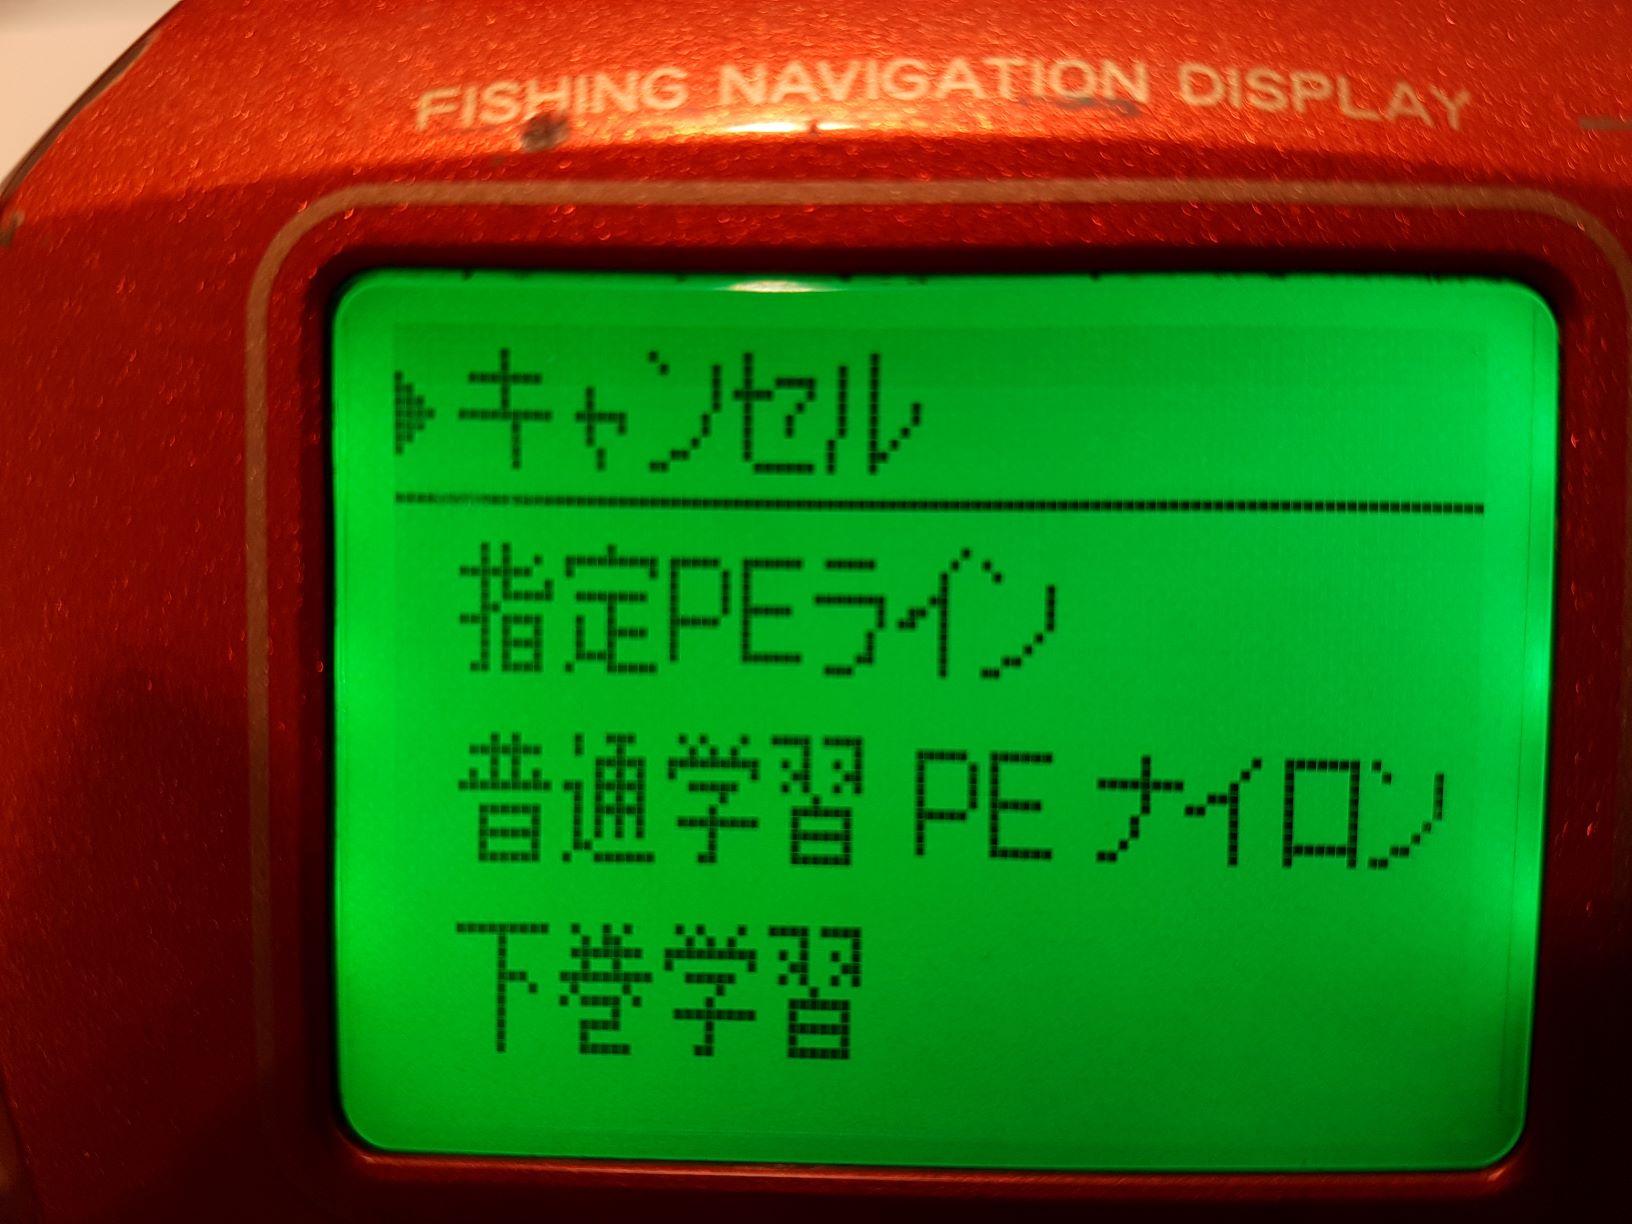 FISHING NAVIGATION DISPLAY
▶キャンセル
指定PEライン
普通学習 PE ナイロン
下巻学習